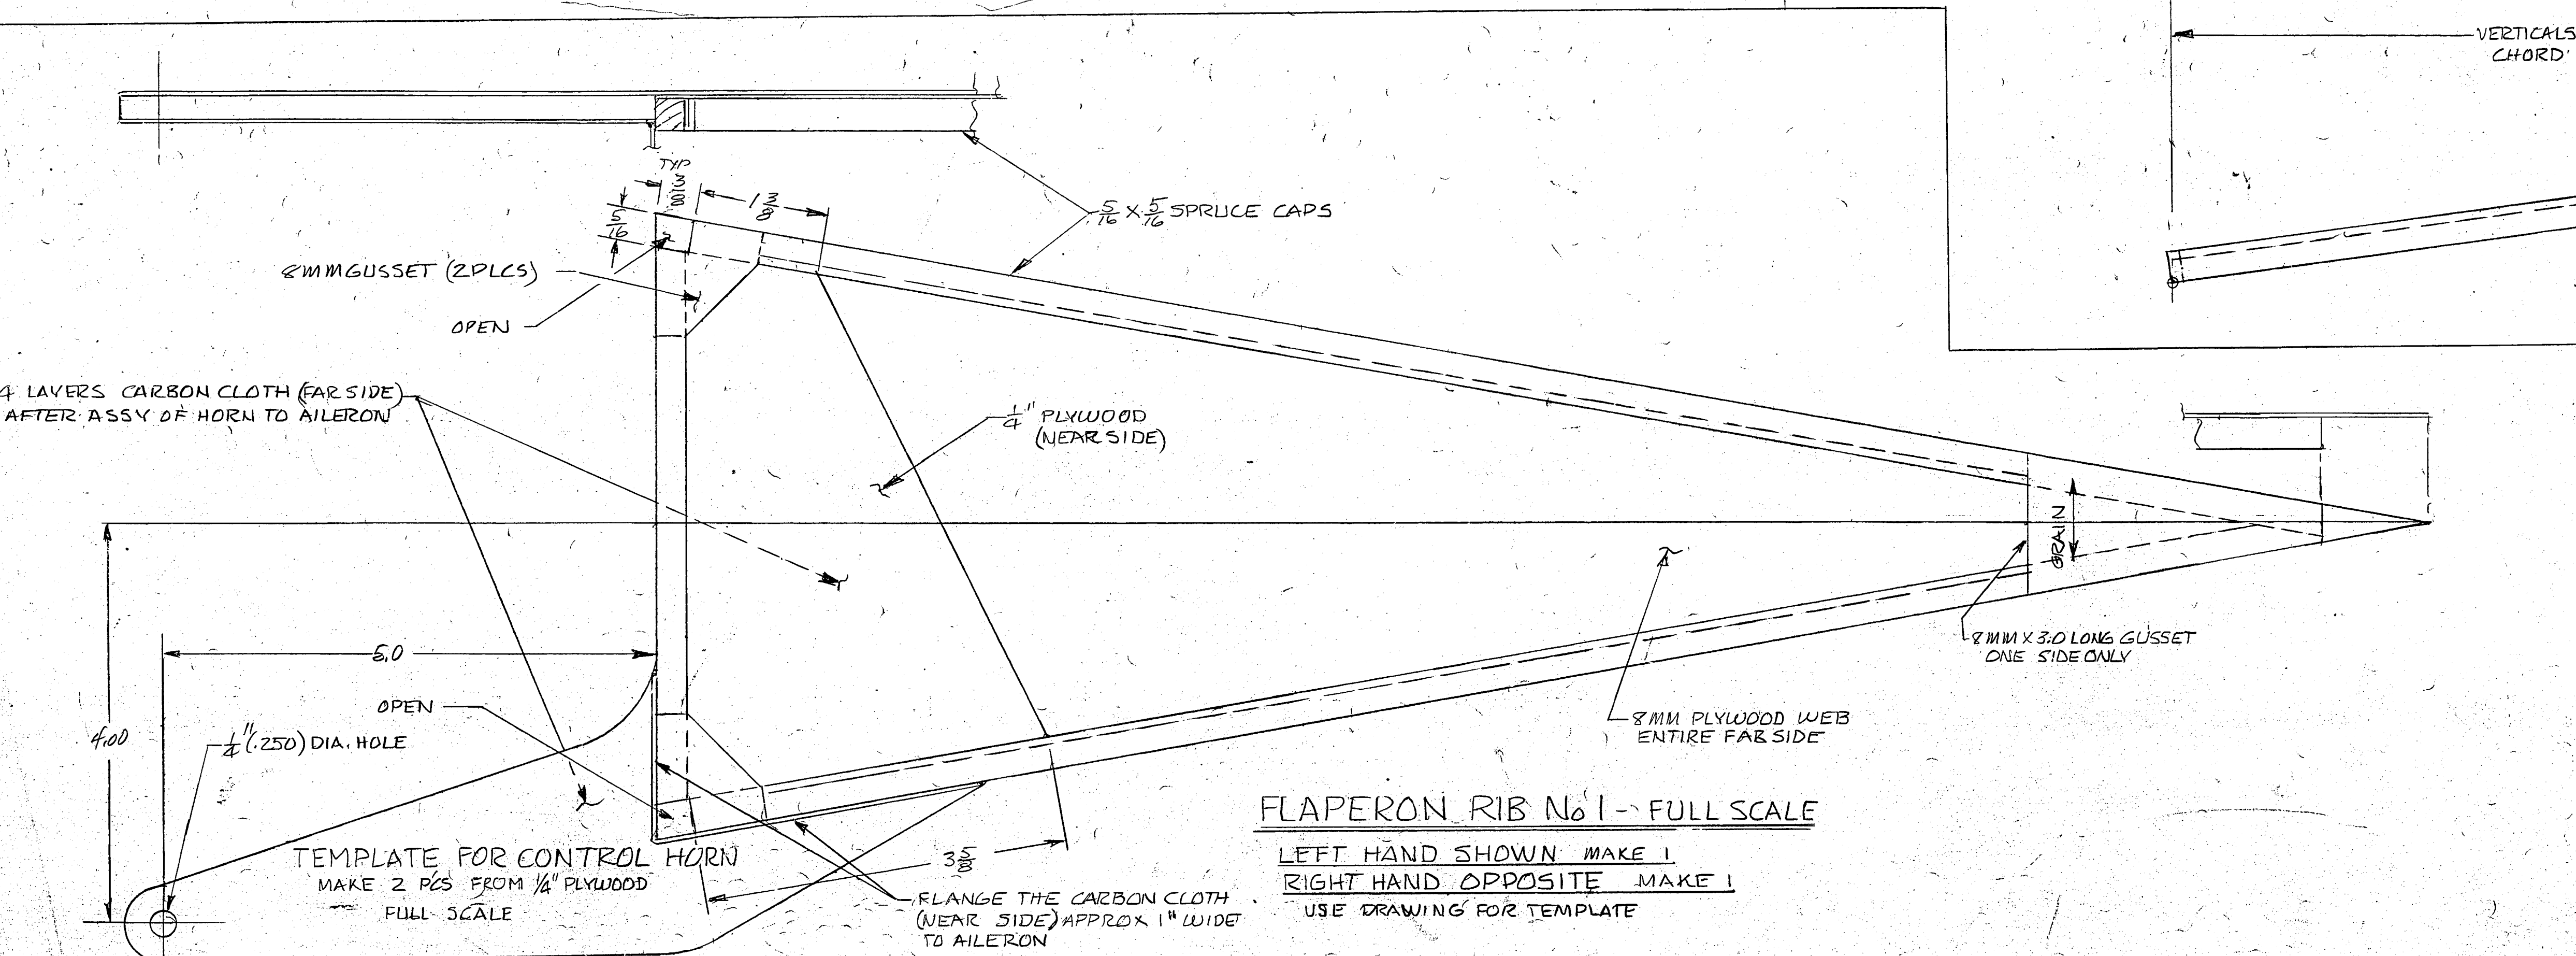 VERTICALS
CHORD
TYP
3/8
1 3/8
5/16
5/16 X 5/16 SPRUCE CAPS
8MM GUSSET (2PLCS)
OPEN
4 LAYERS CARBON CLOTH (FAR SIDE)
AFTER ASSY OF HORN TO AILERON
1/4" PLYWOOD
(NEAR SIDE)
GRAIN
5.0
8MM X 3.0 LONG GUSSET
ONE SIDE ONLY
OPEN
4.00
1/4" (.250) DIA. HOLE
8MM PLYWOOD WEB
ENTIRE FAR SIDE
FLAPERON RIB No 1 - FULL SCALE
LEFT HAND SHOWN MAKE 1
RIGHT HAND OPPOSITE MAKE 1
USE DRAWING FOR TEMPLATE
TEMPLATE FOR CONTROL HORN
MAKE 2 PCS FROM 1/4" PLYWOOD
FULL SCALE
3 5/8
FLANGE THE CARBON CLOTH
(NEAR SIDE) APPROX 1" WIDE
TO AILERON